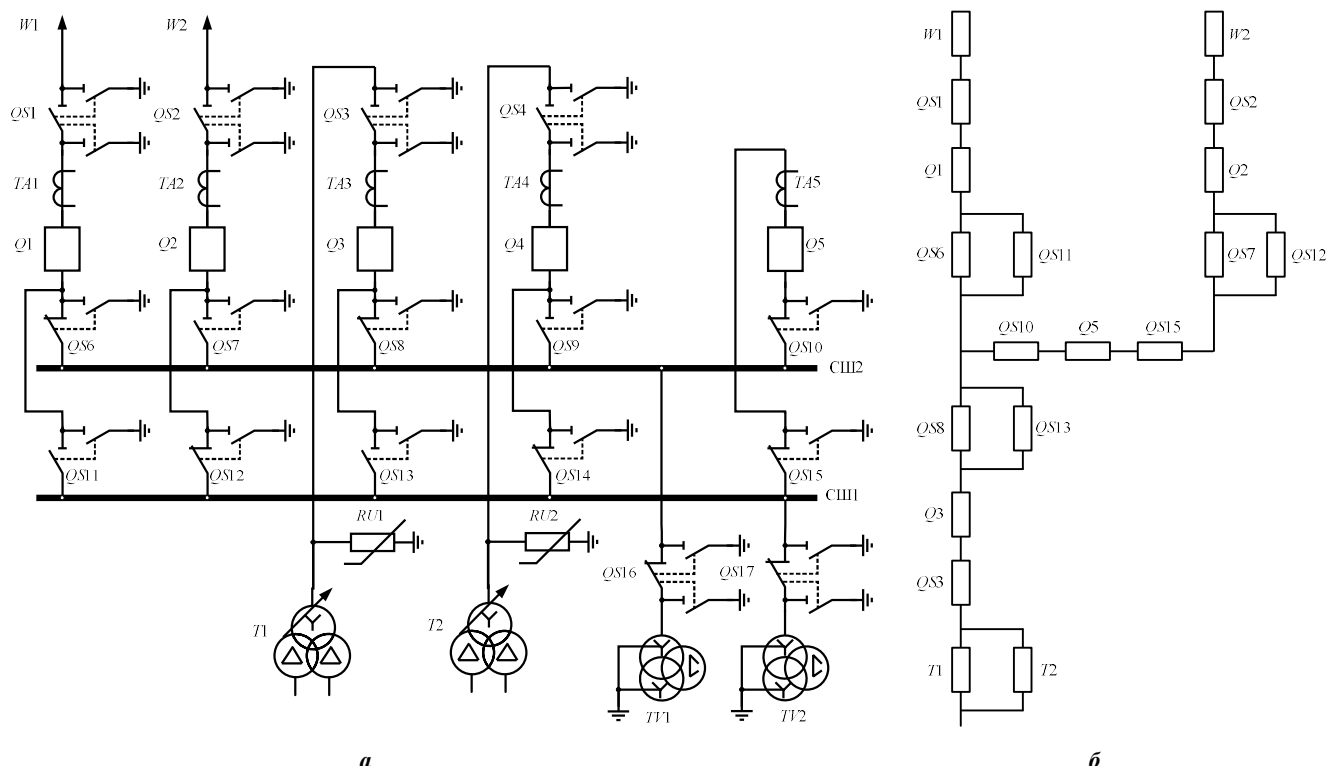 W1 W2 W1 W2
QS1 QS2 QS3 QS4 QS1 QS2
TA1 TA2 TA3 TA4 TA5 Q1 Q2
Q1 Q2 Q3 Q4 Q5 QS6 QS11 QS7 QS12
QS6 QS7 QS8 QS9 QS10 QS10 Q5 QS15
СШ2
QS8 QS13
QS11 QS12 QS13 QS14 QS15
СШ1
RU1 RU2 Q3
QS16 QS17 QS3
T1 T2 T1 T2
TV1 TV2
а б